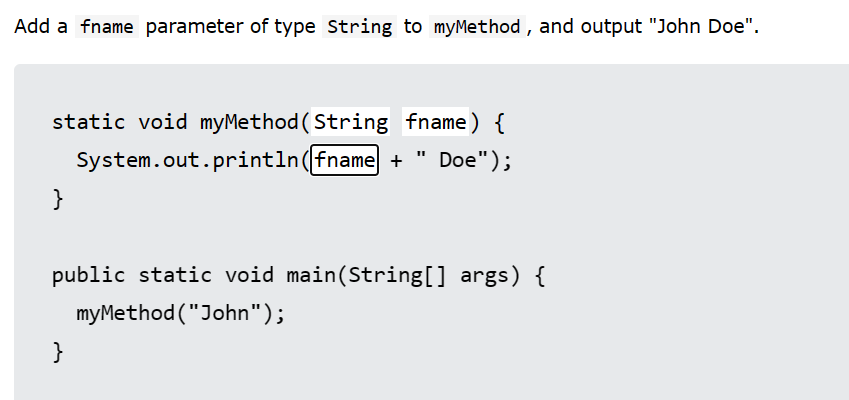 Add a fname parameter of type String to myMethod , and output "John Doe".
static void myMethod(String fname) {
  System.out.println(fname + " Doe");
}
public static void main(String[] args) {
  myMethod("John");
}